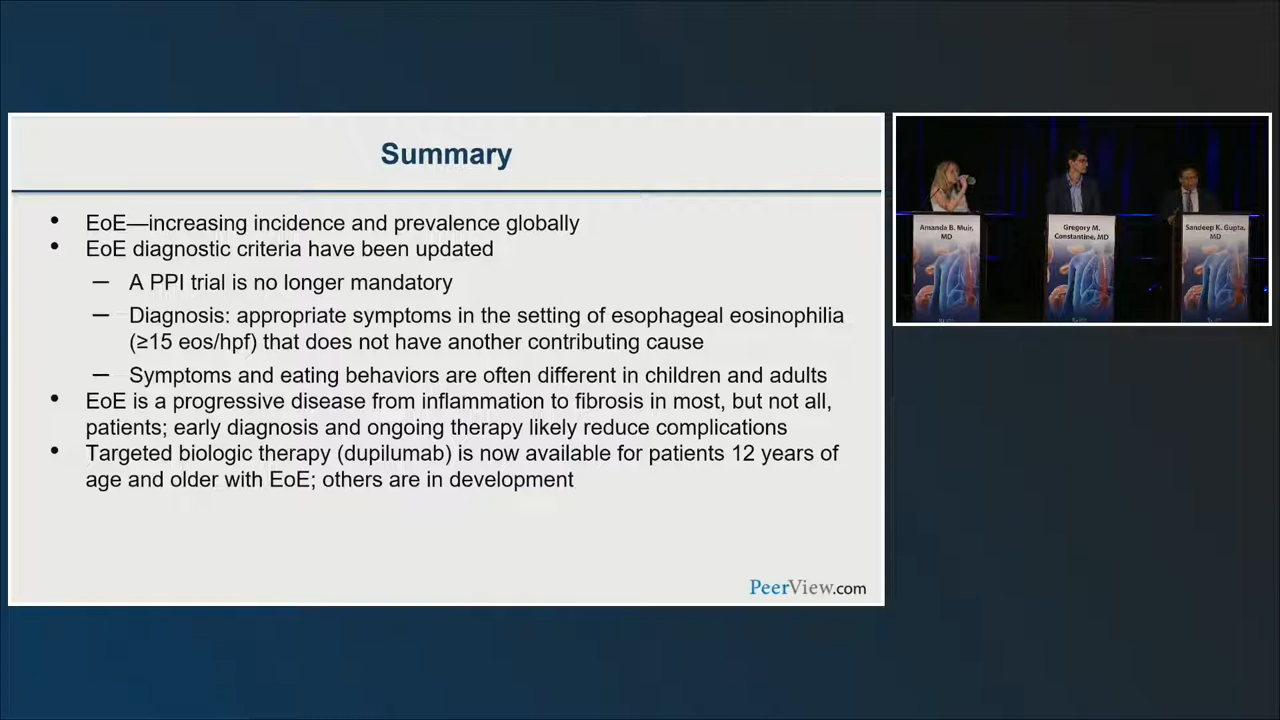 Summary
• EoE—increasing incidence and prevalence globally
• EoE diagnostic criteria have been updated
— A PPI trial is no longer mandatory
— Diagnosis: appropriate symptoms in the setting of esophageal eosinophilia
(≥15 eos/hpf) that does not have another contributing cause
— Symptoms and eating behaviors are often different in children and adults
• EoE is a progressive disease from inflammation to fibrosis in most, but not all,
patients; early diagnosis and ongoing therapy likely reduce complications
• Targeted biologic therapy (dupilumab) is now available for patients 12 years of
age and older with EoE; others are in development
PeerView.com
Amanda B. Muir,
MD
Gregory M.
Constantine, MD
Sandeep K. Gupta,
MD